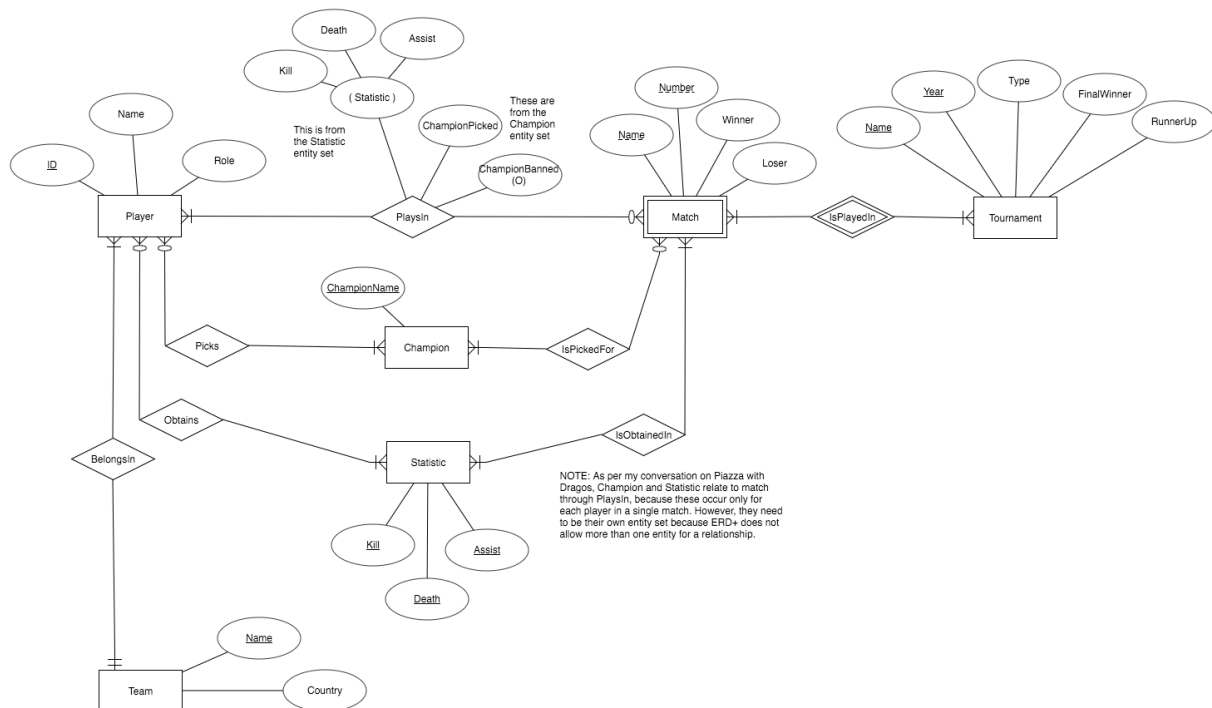 Death
Assist
Kill
( Statistic )
Name
ID
Role
Player
This is from
the Statistic
entity set
These are
from the
Champion
entity set
ChampionPicked
ChampionBanned
(O)
PlaysIn
Number
Name
Winner
Loser
Match
IsPlayedIn
Year
Type
FinalWinner
Name
RunnerUp
Tournament
ChampionName
Picks
Champion
IsPickedFor
Obtains
IsObtainedIn
BelongsIn
Statistic
Kill
Assist
Death
NOTE: As per my conversation on Piazza with
Dragos, Champion and Statistic relate to match
through PlaysIn, because these occur only for
each player in a single match. However, they need
to be their own entity set because ERD+ does not
allow more than one entity for a relationship.
Name
Team
Country